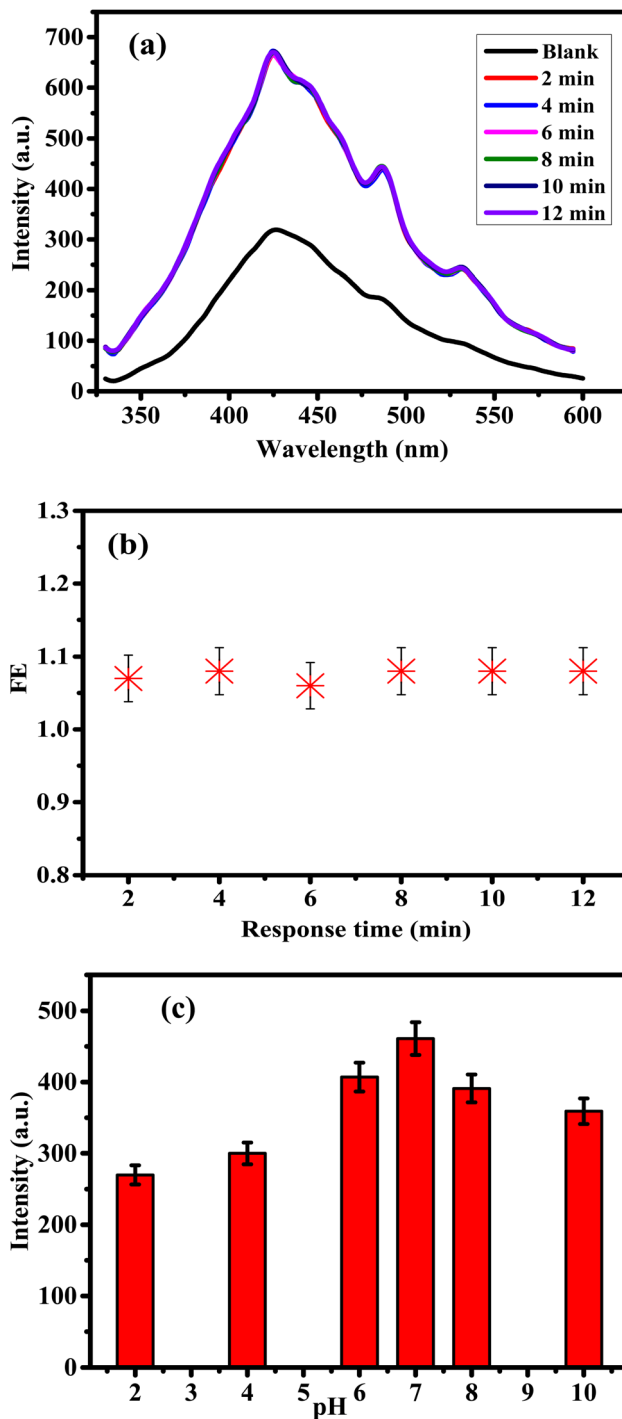 (a)
700
600
500
400
300
200
100
0
Intensity (a.u.)
Blank
2 min
4 min
6 min
8 min
10 min
12 min
350 400 450 500 550 600
Wavelength (nm)
(b)
1.3
1.2
1.1
1.0
0.9
0.8
FE
2 4 6 8 10 12
Response time (min)
(c)
500
400
300
200
100
0
Intensity (a.u.)
2 3 4 5 6 7 8 9 10
pH